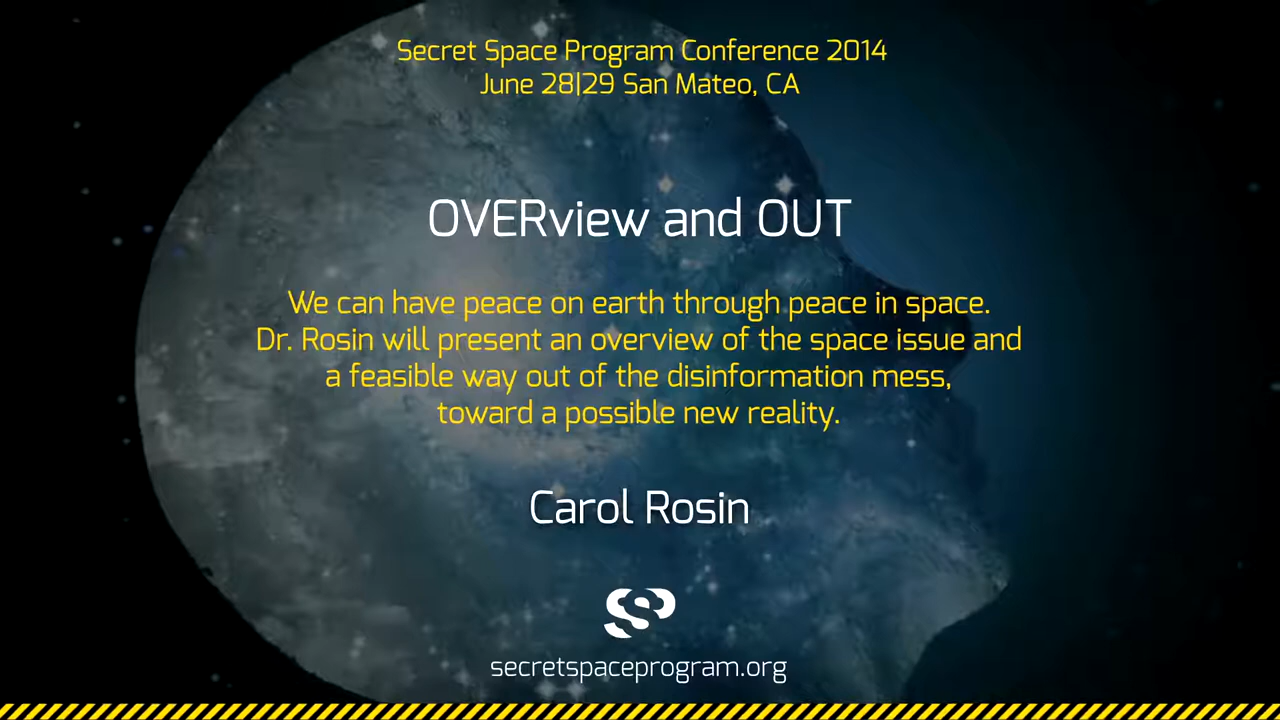 Secret Space Program Conference 2014
June 28|29 San Mateo, CA
OVERview and OUT
We can have peace on earth through peace in space.
Dr. Rosin will present an overview of the space issue and
a feasible way out of the disinformation mess,
toward a possible new reality.
Carol Rosin
SSP
secretspaceprogram.org